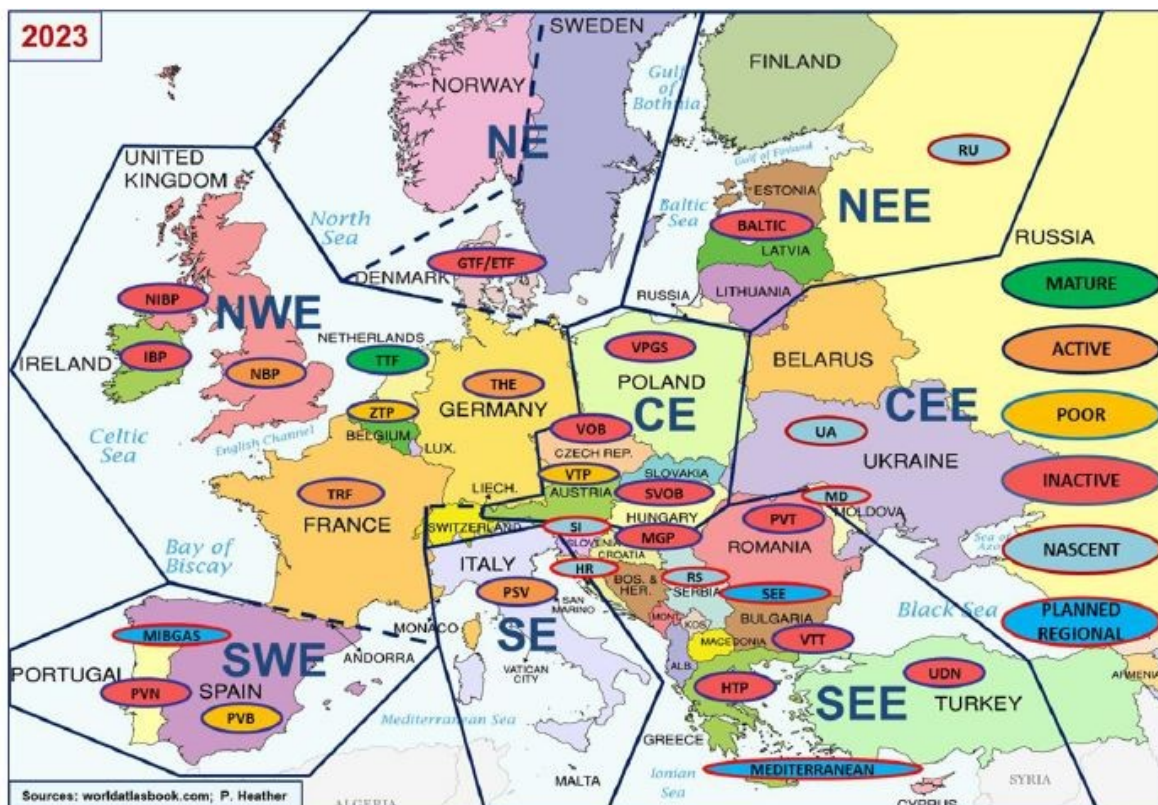 2023
SWEDEN
FINLAND
NORWAY
Gulf
of
Bothnia
NE
UNITED
KINGDOM
Gulf of Finland
RU
ESTONIA
NEE
North
Sea
Baltic
Sea
BALTIC
LATVIA
RUSSIA
GTF/ETF
DENMARK
LITHUANIA
MATURE
NIBP
NWE
RUSSIA
NETHERLANDS
IRELAND
IBP
TTF
VPGS
BELARUS
ACTIVE
NBP
THE
POLAND
GERMANY
CE
CEE
ZTP
POOR
Celtic
Sea
English Channel
BELGIUM
VOB
UA
LUX.
CZECH REP.
UKRAINE
VTP
SLOVAKIA
INACTIVE
TRF
LIECH.
AUSTRIA
SVOB
MD
FRANCE
HUNGARY
MOLDOVA
SWITZERLAND
SI
PVT
MGP
ROMANIA
Sea of
Azo
NASCENT
Bay of
Biscay
ITALY
SLOVENIA
CROATIA
HR
BOS. &
HER.
RS
SERBIA
PSV
SAN
MARINO
SEE
Black Sea
PLANNED
REGIONAL
MIBGAS
MONACO
SE
MONT.
KOS.
BULGARIA
SWE
MACEDONIA
VTT
PORTUGAL
ANDORRA
VATICAN
CITY
ALB.
ARMENIA
PVN
SPAIN
HTP
UDN
PVB
Mediterranean Sea
SEE
TURKEY
GREECE
MALTA
Ionian
Sea
MEDITERRANEAN
SYRIA
CYPRUS
Sources: worldatlasbook.com; P. Heather
ALGERIA